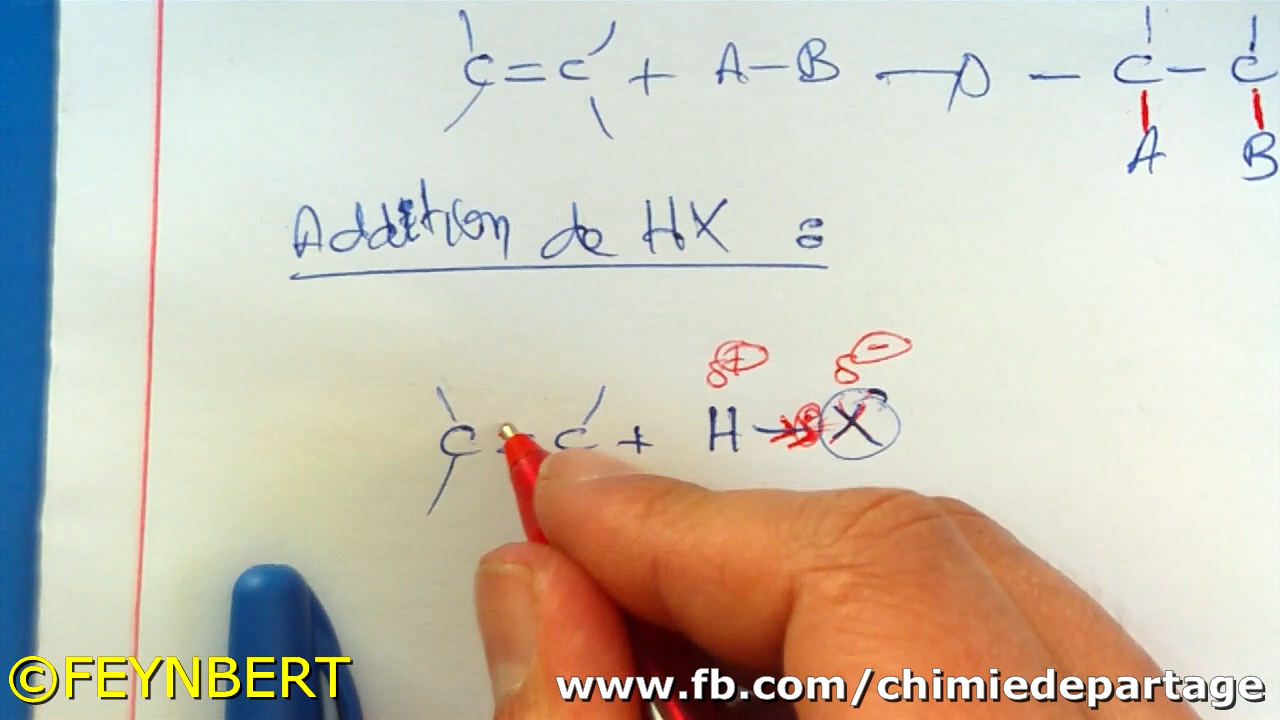 C = C + A-B → - C - C
A B
Addition de HX :
δ+ δ-
C = C + H → X
©FEYNBERT
www.fb.com/chimiedepartage